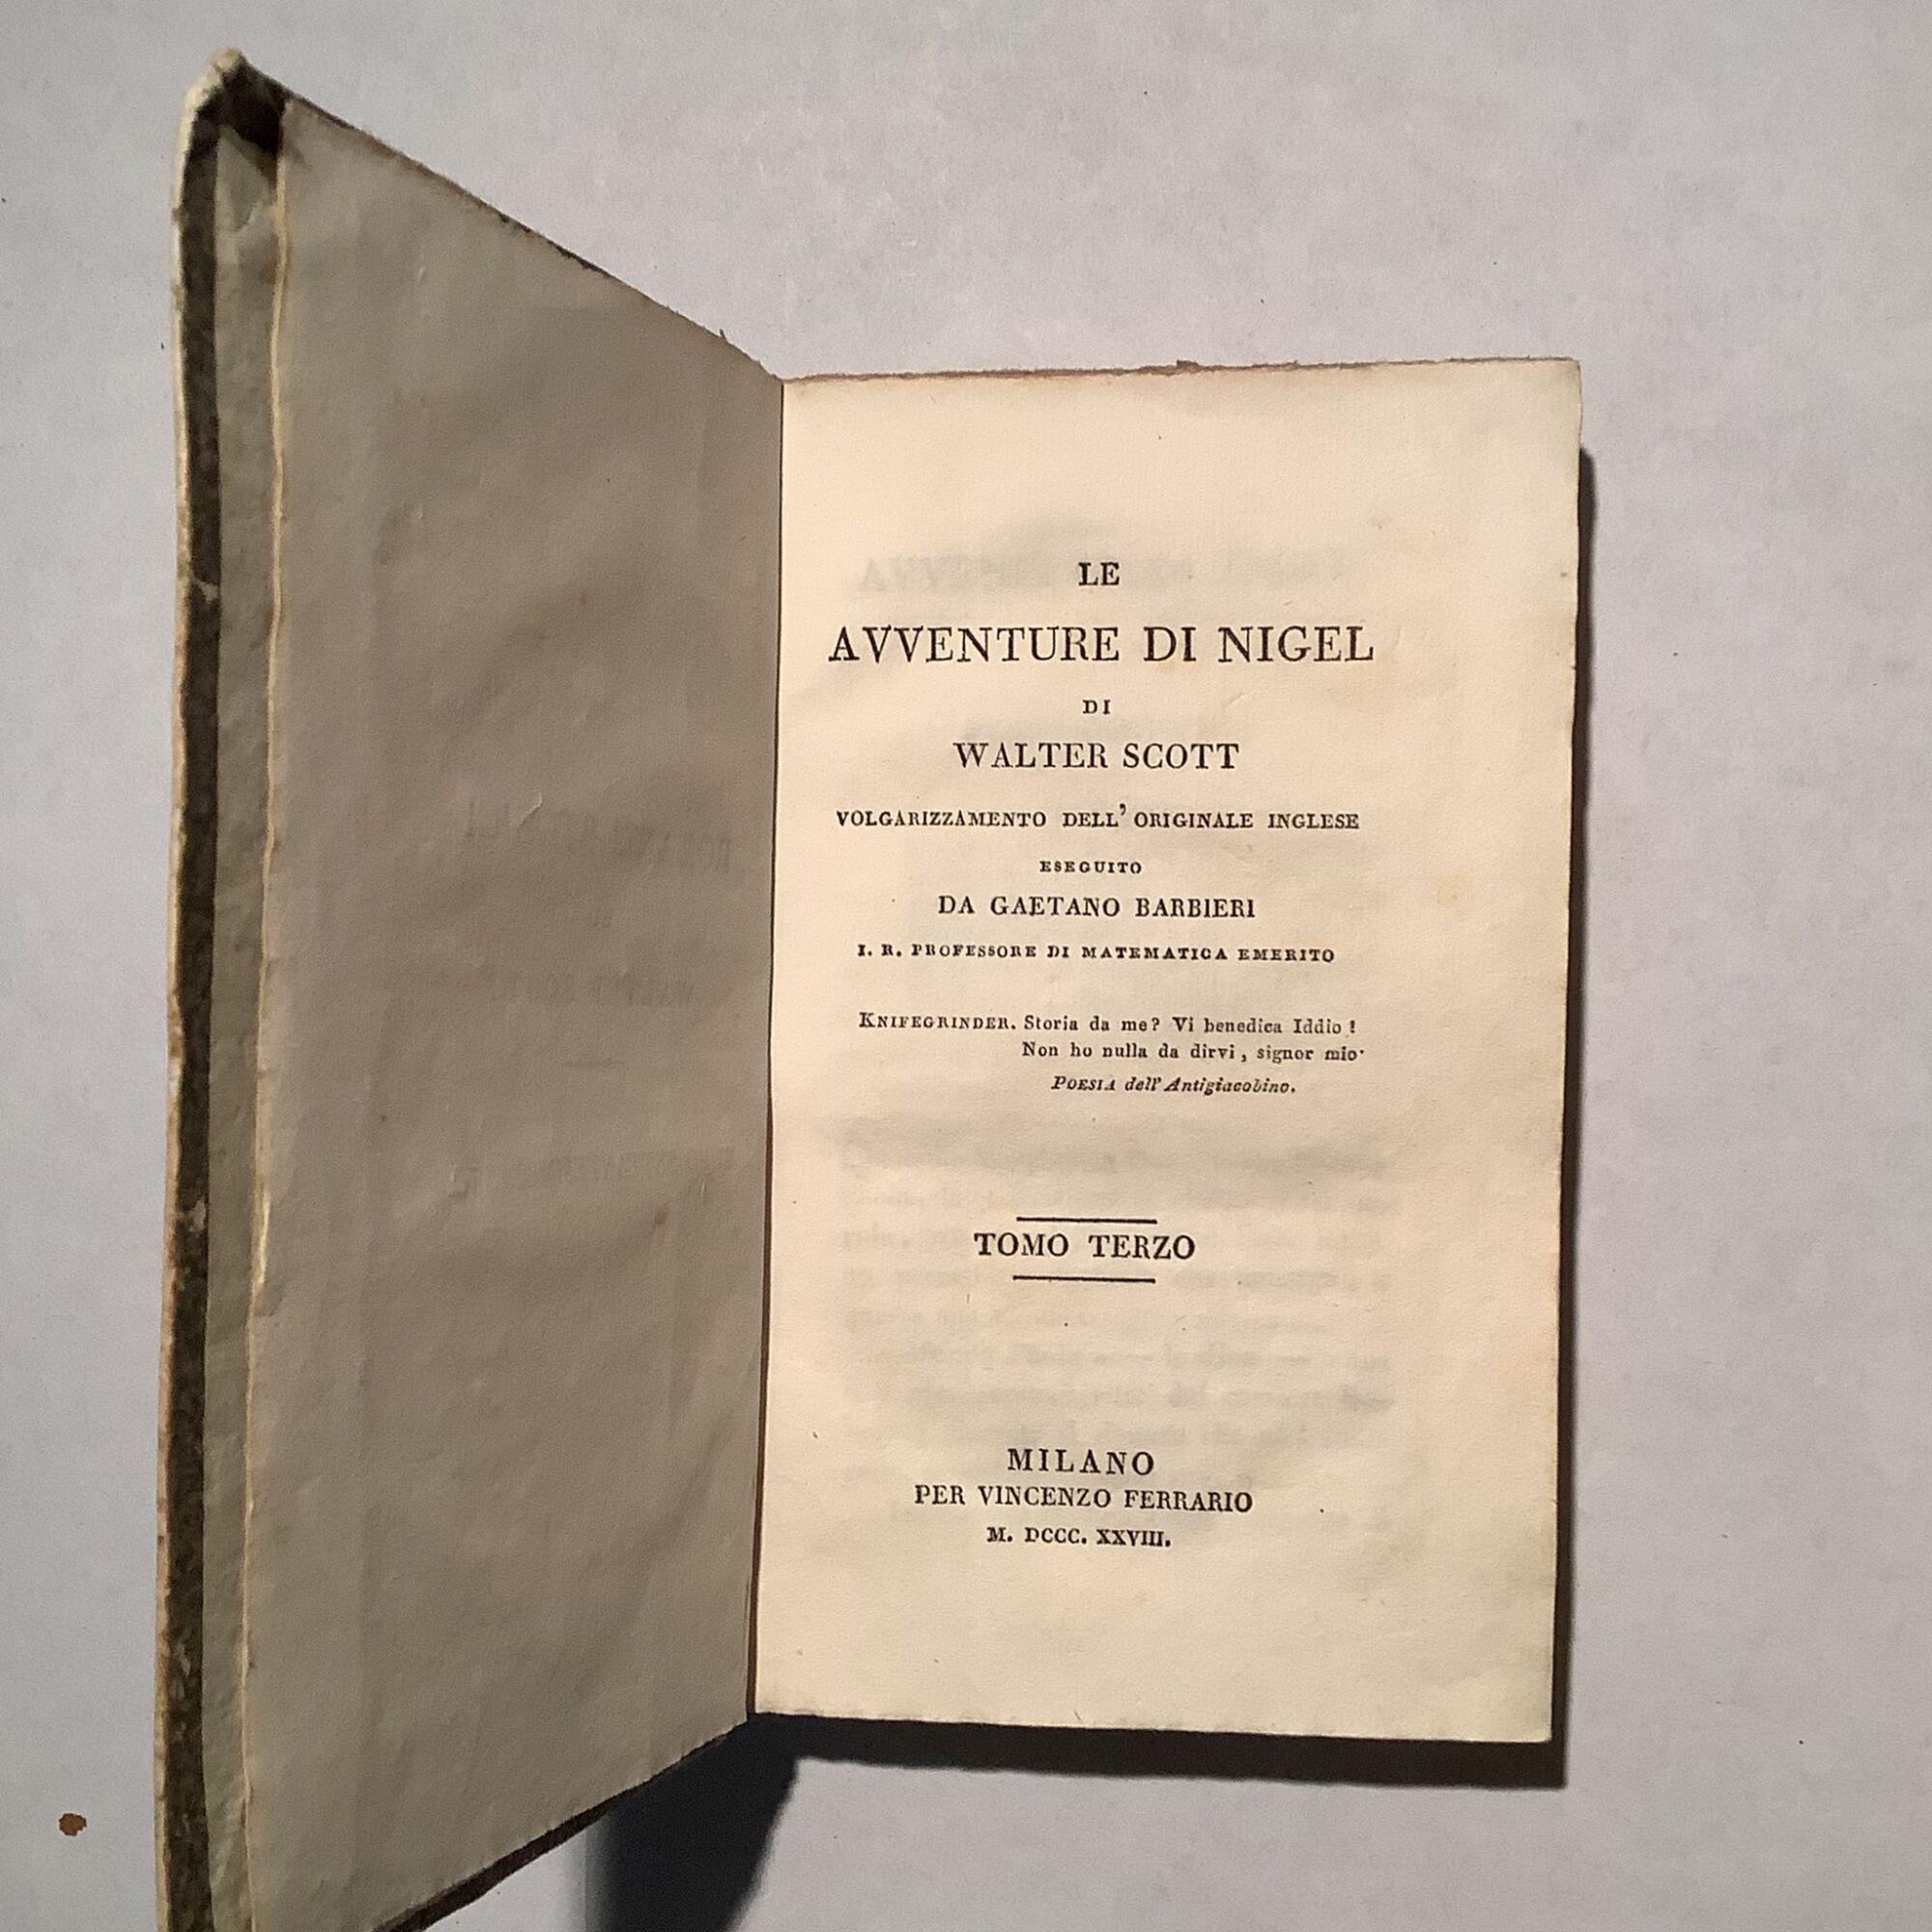 LE
AVVENTURE DI NIGEL
DI
WALTER SCOTT
VOLGARIZZAMENTO DELL' ORIGINALE INGLESE
ESEGUITO
DA GAETANO BARBIERI
I. R. PROFESSORE DI MATEMATICA EMERITO
KNIFEGRINDER. Storia da me? Vi benedica Iddio !
Non ho nulla da dirvi, signor mio·
POESIA dell' Antigiacobino.
TOMO TERZO
MILANO
PER VINCENZO FERRARIO
M. DCCC. XXVIII.